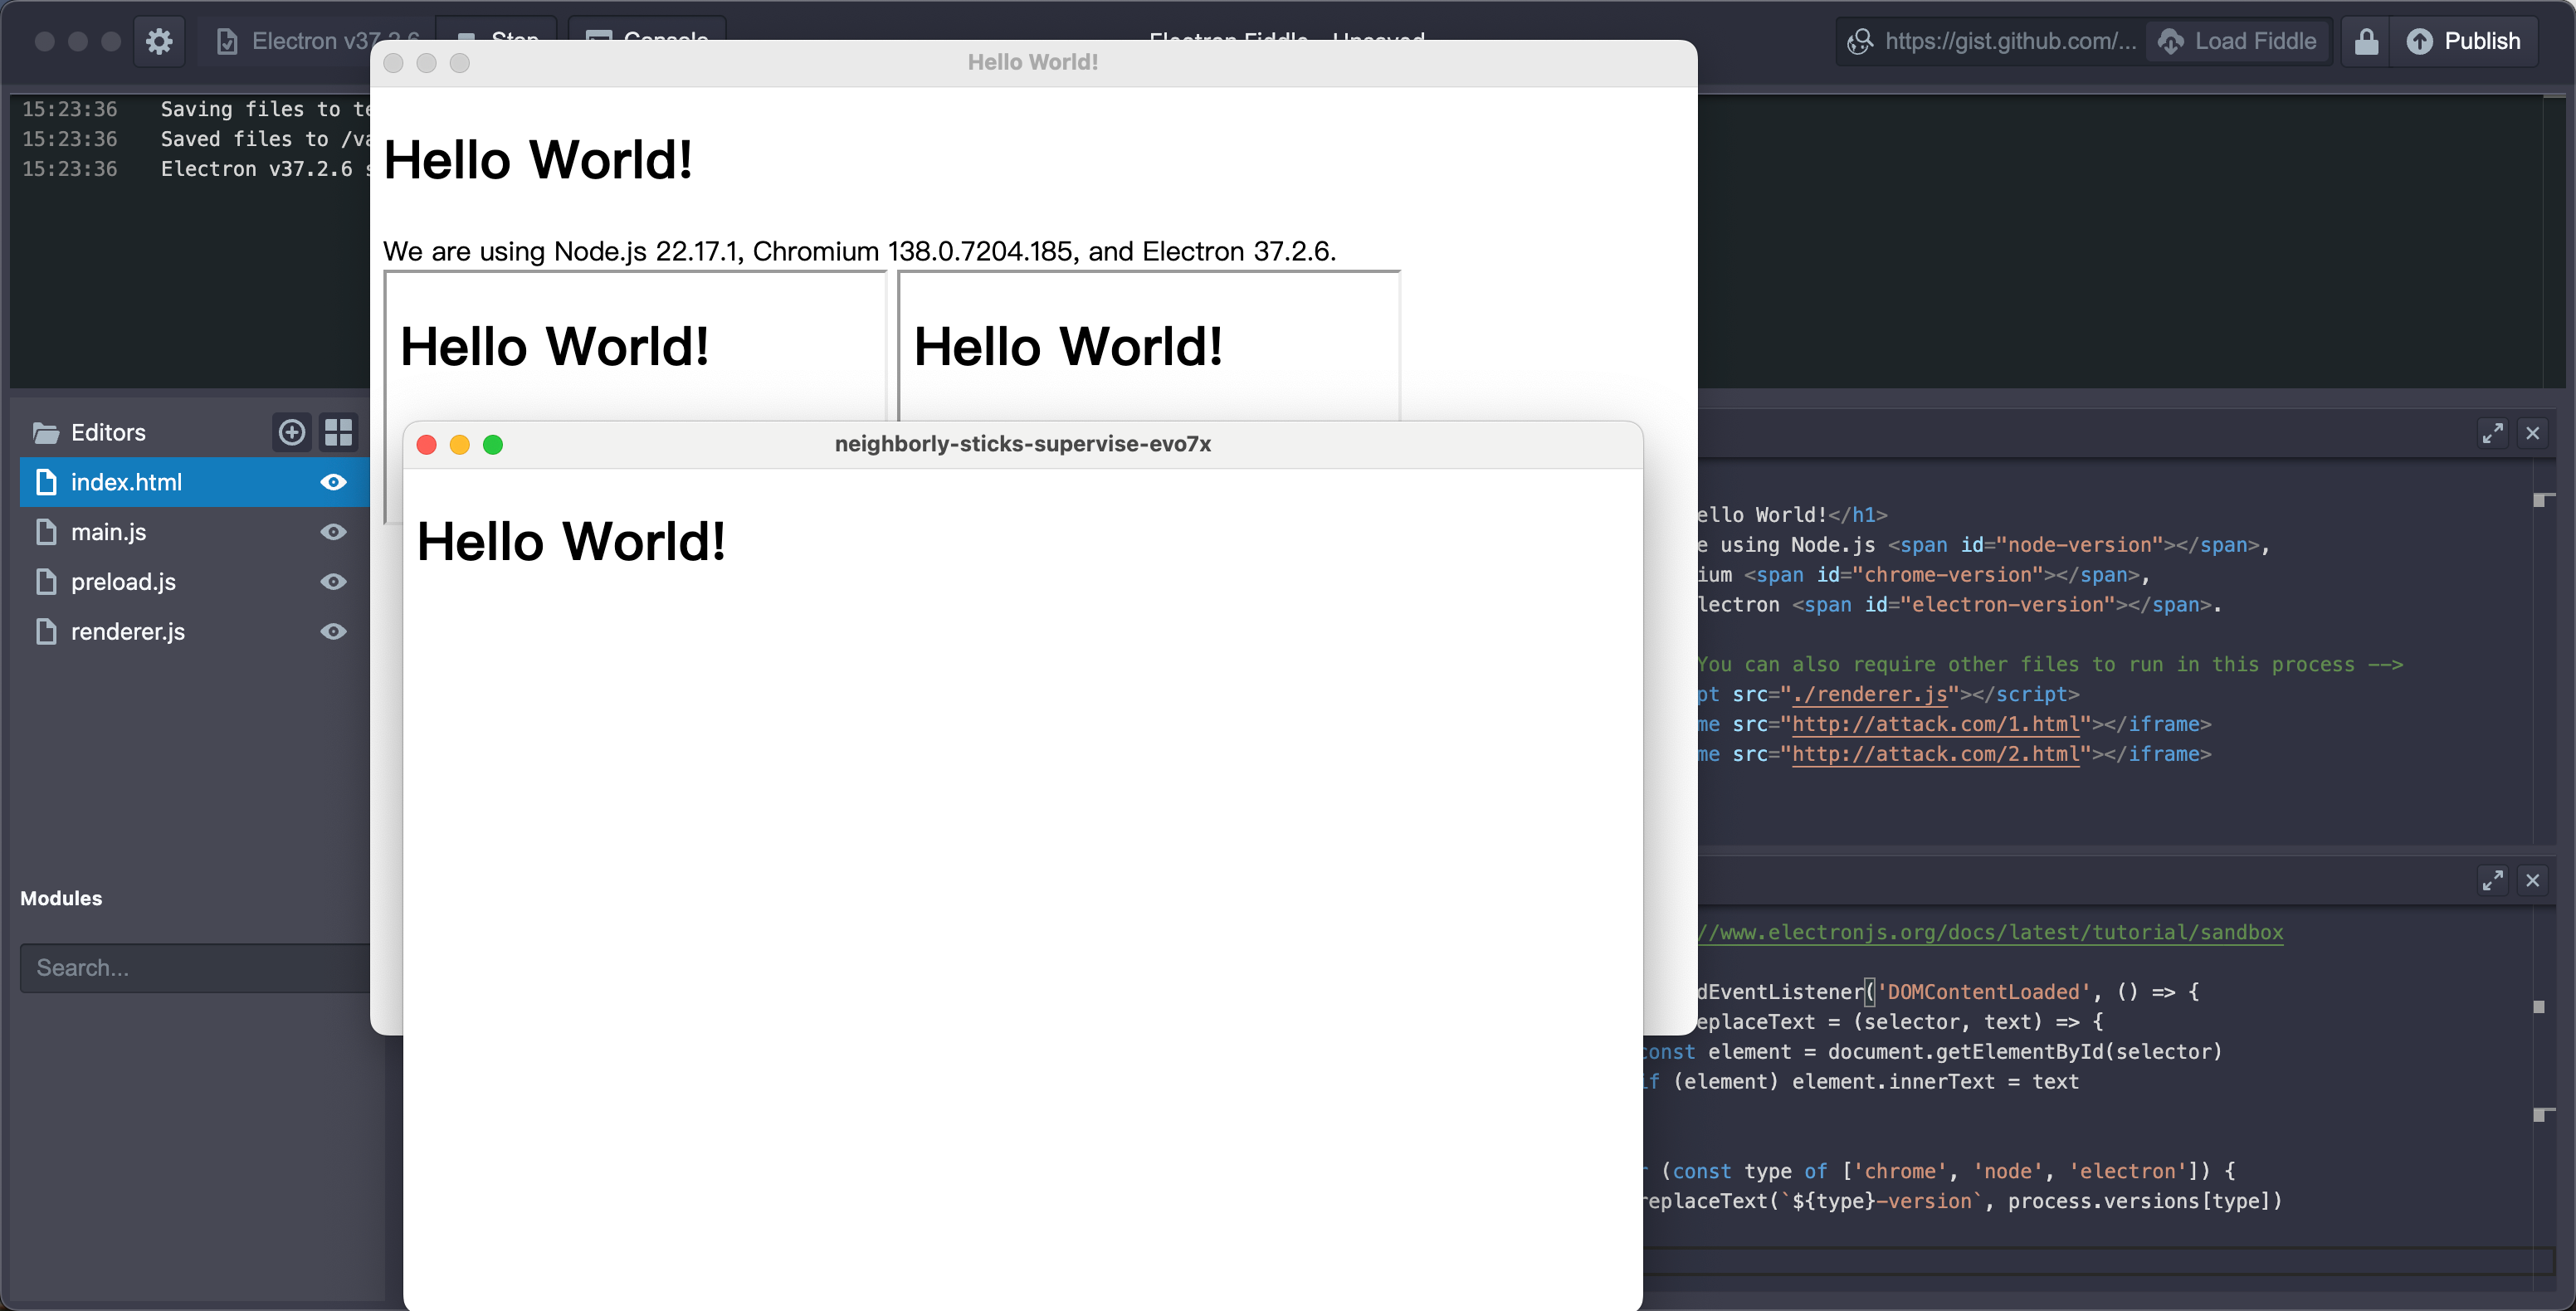 Electron v37.2.6
Stop
Console
Electron Fiddle - Unsaved
https://gist.github.com/...
Load Fiddle
Publish
15:23:36 Saving files to te
15:23:36 Saved files to /va
15:23:36 Electron v37.2.6 s
Hello World!
Hello World!
We are using Node.js 22.17.1, Chromium 138.0.7204.185, and Electron 37.2.6.
Hello World!
Hello World!
Editors
index.html
main.js
preload.js
renderer.js
Modules
Search...
neighborly-sticks-supervise-evo7x
Hello World!
ello World!</h1>
e using Node.js <span id="node-version"></span>,
ium <span id="chrome-version"></span>,
lectron <span id="electron-version"></span>.
You can also require other files to run in this process -->
pt src="./renderer.js"></script>
me src="http://attack.com/1.html"></iframe>
me src="http://attack.com/2.html"></iframe>
//www.electronjs.org/docs/latest/tutorial/sandbox
dEventListener('DOMContentLoaded', () => {
eplaceText = (selector, text) => {
const element = document.getElementById(selector)
if (element) element.innerText = text
r (const type of ['chrome', 'node', 'electron']) {
replaceText(`${type}-version`, process.versions[type])